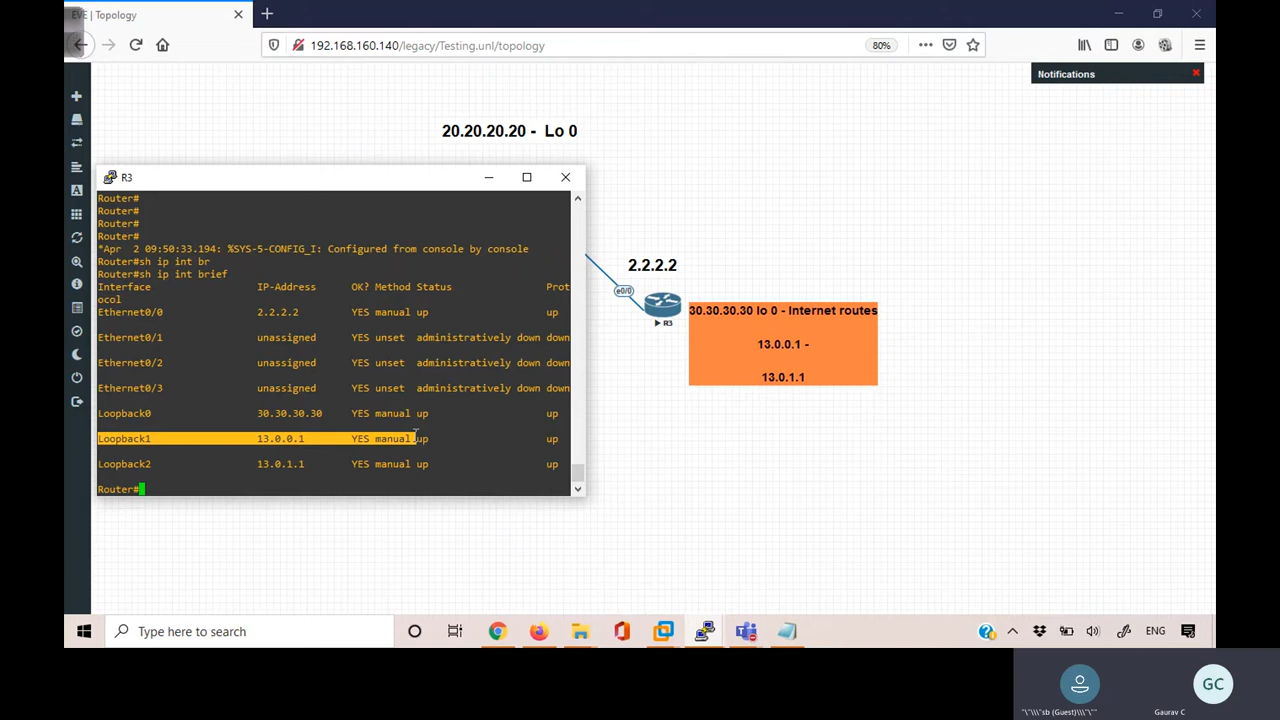 EVE | Topology
192.168.160.140/legacy/Testing.unl/topology
80%
Notifications
20.20.20.20 - Lo 0
R3
Router#
Router#
Router#
Router#
*Apr  2 09:50:33.194: %SYS-5-CONFIG_I: Configured from console by console
Router#sh ip int br
Router#sh ip int brief
Interface IP-Address OK? Method Status Prot
ocol
Ethernet0/0 2.2.2.2 YES manual up up
Ethernet0/1 unassigned YES unset administratively down down
Ethernet0/2 unassigned YES unset administratively down down
Ethernet0/3 unassigned YES unset administratively down down
Loopback0 30.30.30.30 YES manual up up
Loopback1 13.0.0.1 YES manual up up
Loopback2 13.0.1.1 YES manual up up
Router#
2.2.2.2
e0/0
R3
30.30.30.30 lo 0 - Internet routes
13.0.0.1 -
13.0.1.1
Type here to search
ENG
GC
"\"\\\"sb (Guest)\\\"\""
Gaurav C